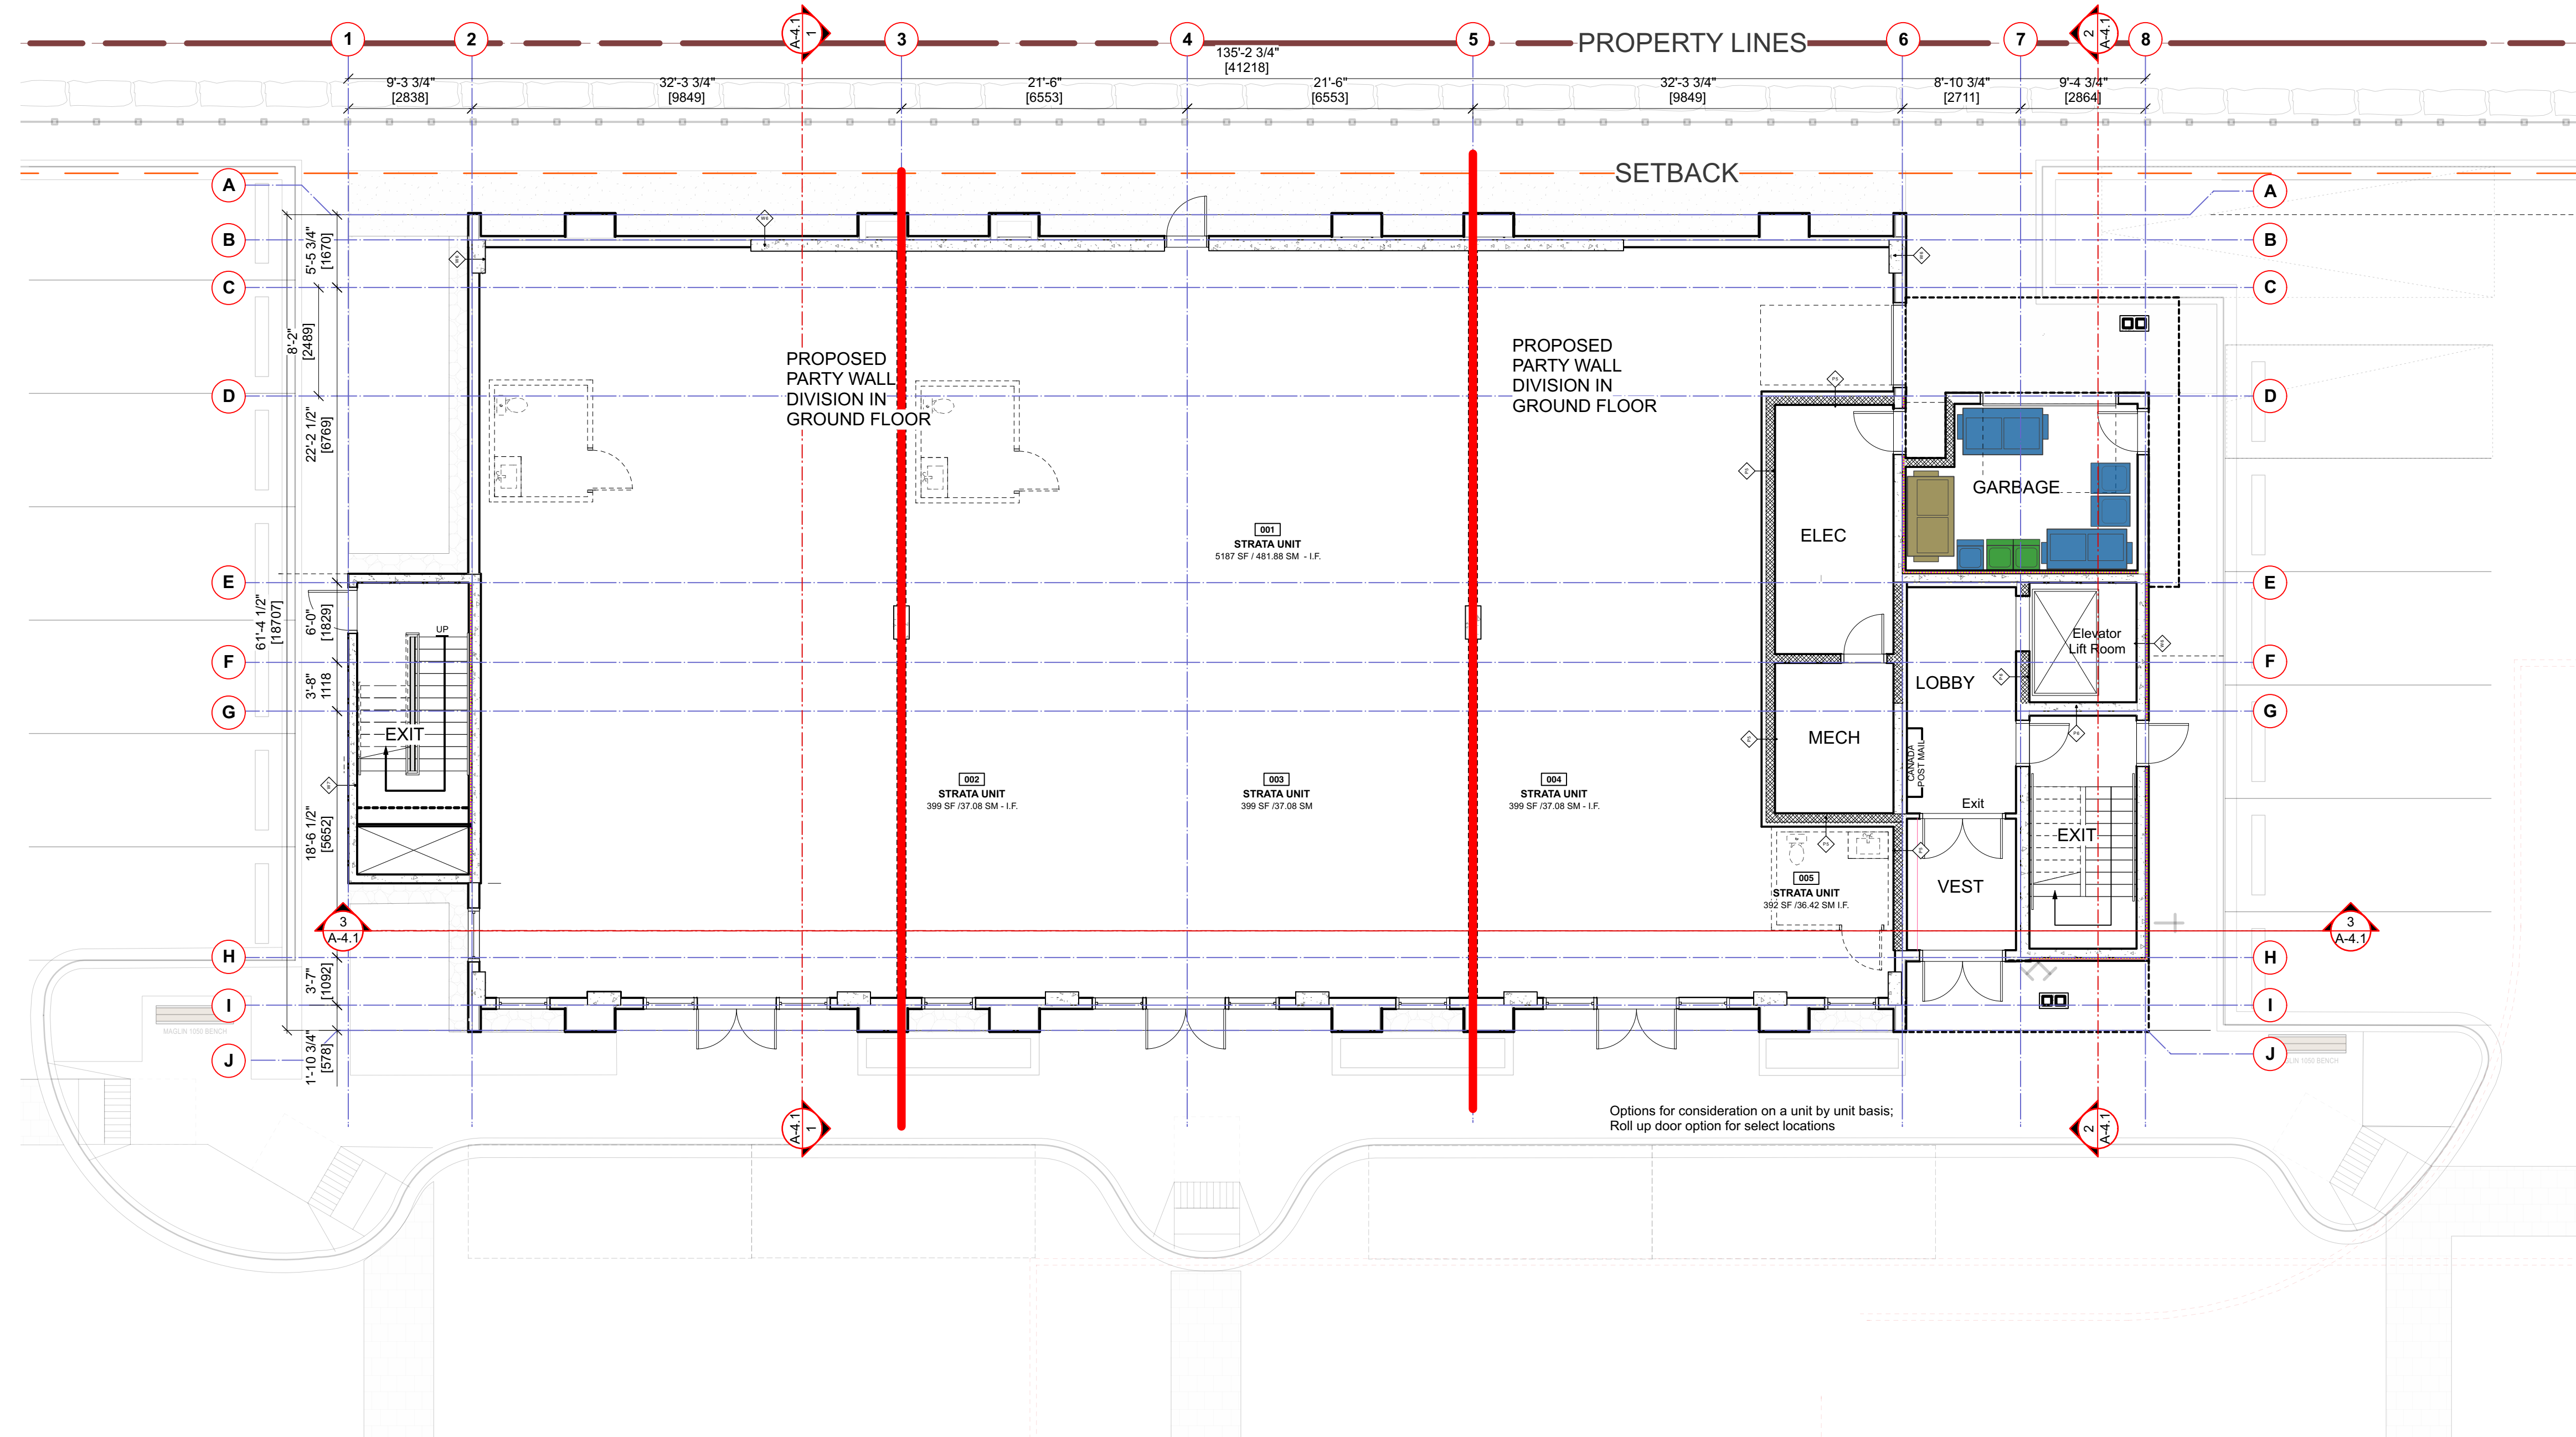 PROPERTY LINES
1
2
A-4.1
1
3
4
5
6
7
2
A-4.1
8
135'-2 3/4"
[41218]
9'-3 3/4"
[2838]
32'-3 3/4"
[9849]
21'-6"
[6553]
21'-6"
[6553]
32'-3 3/4"
[9849]
8'-10 3/4"
[2711]
9'-4 3/4"
[2864]
SETBACK
A
A
B
B
C
C
D
D
E
E
F
F
G
G
H
H
I
I
J
J
5'-5 3/4"
[1670]
8'-2"
[2489]
22'-2 1/2"
[6769]
61'-4 1/2"
[18707]
6'-0"
[1829]
3'-8"
1118
18'-6 1/2"
[5652]
3'-7"
[1092]
1'-10 3/4"
[578]
PROPOSED
PARTY WALL
DIVISION IN
GROUND FLOOR
PROPOSED
PARTY WALL
DIVISION IN
GROUND FLOOR
001
STRATA UNIT
5187 SF / 481.88 SM - I.F.
ELEC
GARBAGE
UP
EXIT
Elevator
Lift Room
LOBBY
MECH
CANADA
POST MAIL
Exit
EXIT
VEST
002
STRATA UNIT
399 SF /37.08 SM - I.F.
003
STRATA UNIT
399 SF /37.08 SM
004
STRATA UNIT
399 SF /37.08 SM - I.F.
005
STRATA UNIT
392 SF /36.42 SM I.F.
3
A-4.1
3
A-4.1
MAGLIN 1050 BENCH
GLIN 1050 BENCH
A-4.1
1
2
A-4.1
Options for consideration on a unit by unit basis;
Roll up door option for select locations